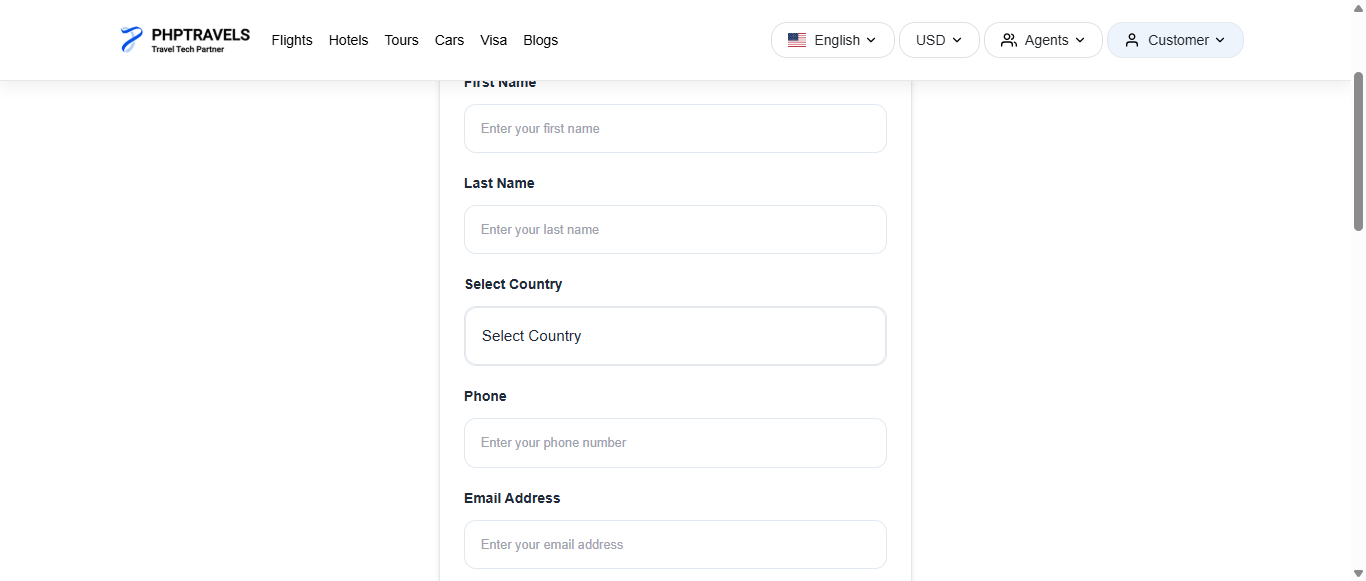 PHPTRAVELS
Travel Tech Partner
Flights Hotels Tours Cars Visa Blogs
English USD Agents Customer
First Name
Enter your first name
Last Name
Enter your last name
Select Country
Select Country
Phone
Enter your phone number
Email Address
Enter your email address